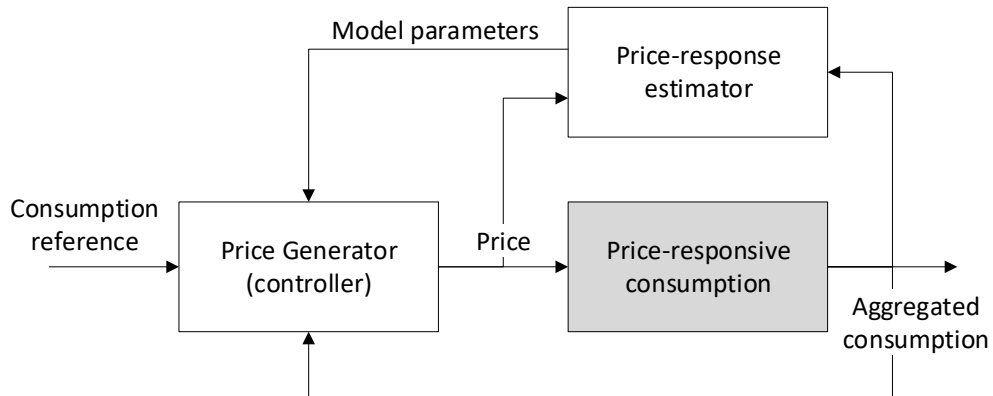 Model parameters
Price-response
estimator
Consumption
reference
Price Generator
(controller)
Price
Price-responsive
consumption
Aggregated
consumption